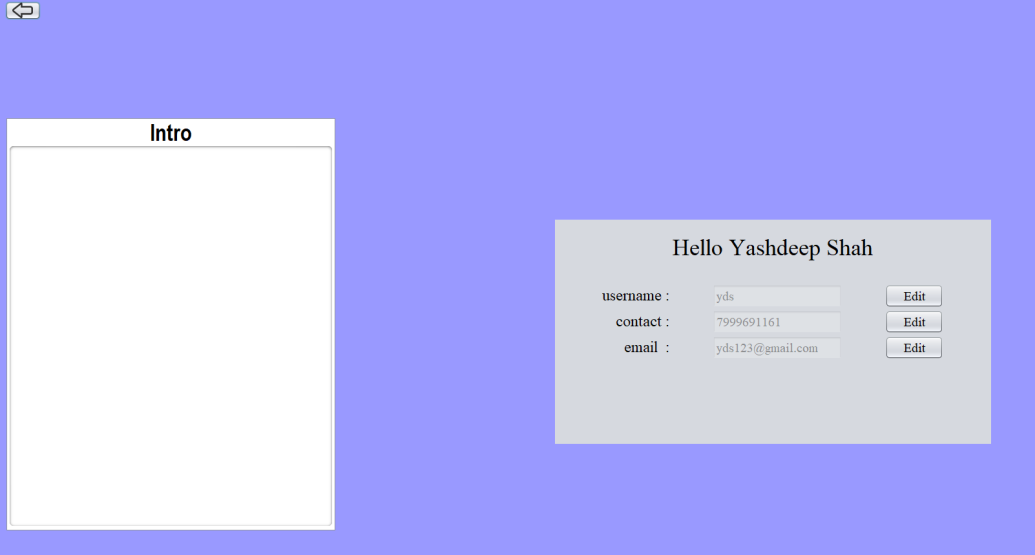 Intro
Hello Yashdeep Shah
username : yds Edit
contact : 7999691161 Edit
email : yds123@gmail.com Edit